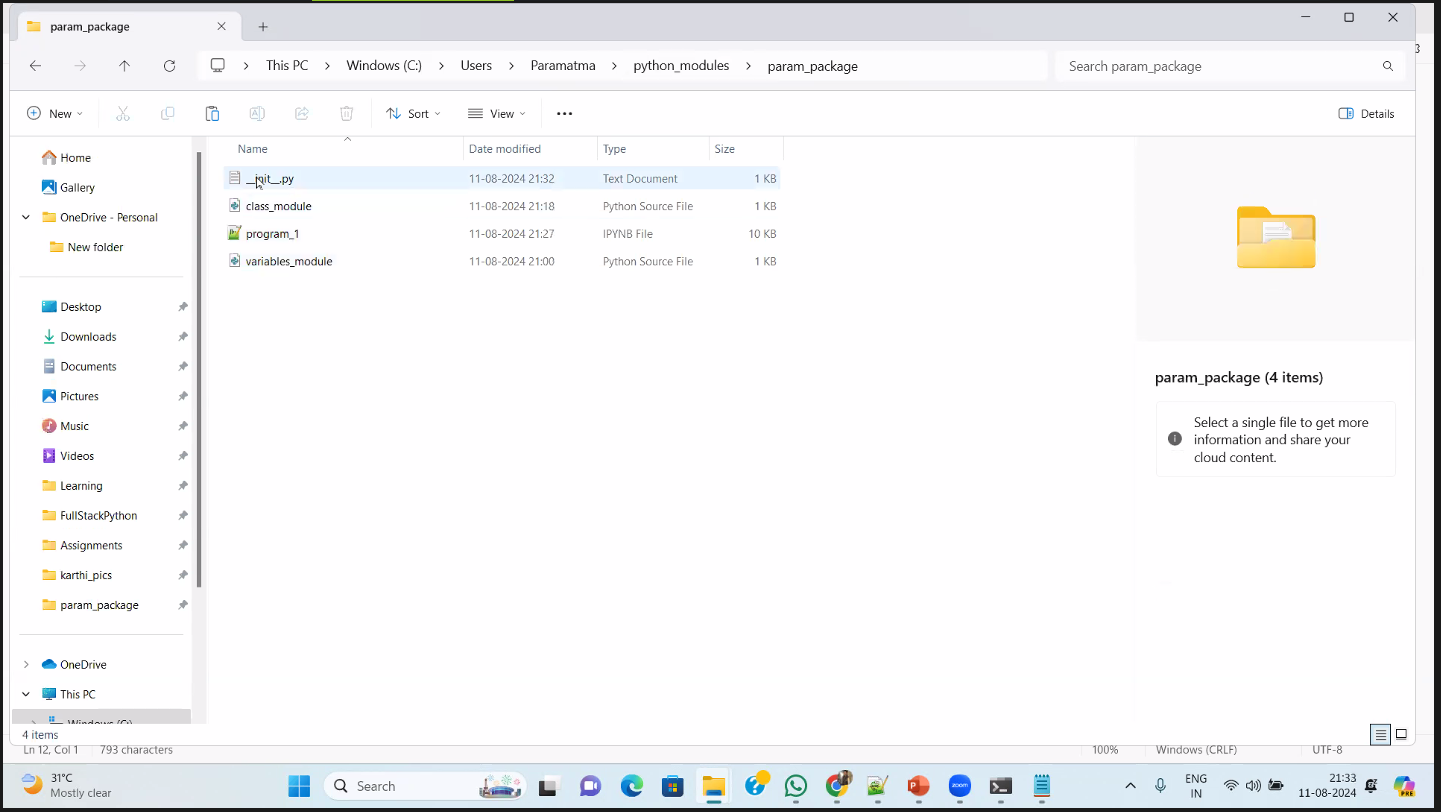 param_package
This PC > Windows (C:) > Users > Paramatma > python_modules > param_package
Search param_package
New
Sort
View
Details
Name Date modified Type Size
__init__.py 11-08-2024 21:32 Text Document 1 KB
class_module 11-08-2024 21:18 Python Source File 1 KB
program_1 11-08-2024 21:27 IPYNB File 10 KB
variables_module 11-08-2024 21:00 Python Source File 1 KB
Home
Gallery
OneDrive - Personal
New folder
Desktop
Downloads
Documents
Pictures
Music
Videos
Learning
FullStackPython
Assignments
karthi_pics
param_package
OneDrive
This PC
Windows (C:)
param_package (4 items)
Select a single file to get more
information and share your
cloud content.
4 items
Ln 12, Col 1 793 characters 100% Windows (CRLF) UTF-8
31°C
Mostly clear
Search
zoom
PRE
ENG
IN
21:33
11-08-2024